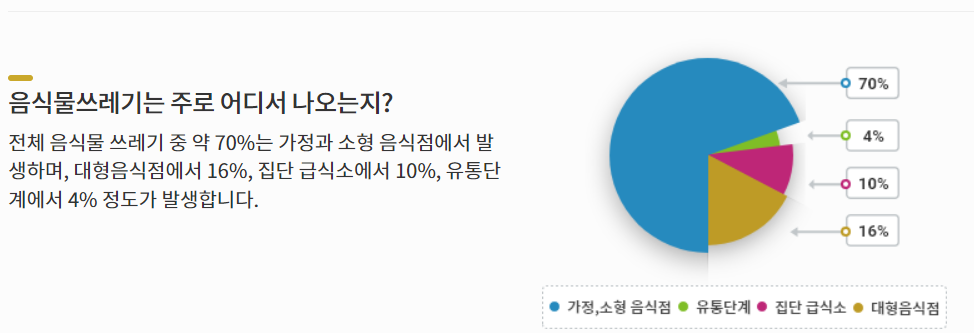 음식물쓰레기는 주로 어디서 나오는지?
전체 음식물 쓰레기 중 약 70%는 가정과 소형 음식점에서 발
생하며, 대형음식점에서 16%, 집단 급식소에서 10%, 유통단
계에서 4% 정도가 발생합니다.
70%
4%
10%
16%
가정,소형 음식점 유통단계 집단 급식소 대형음식점